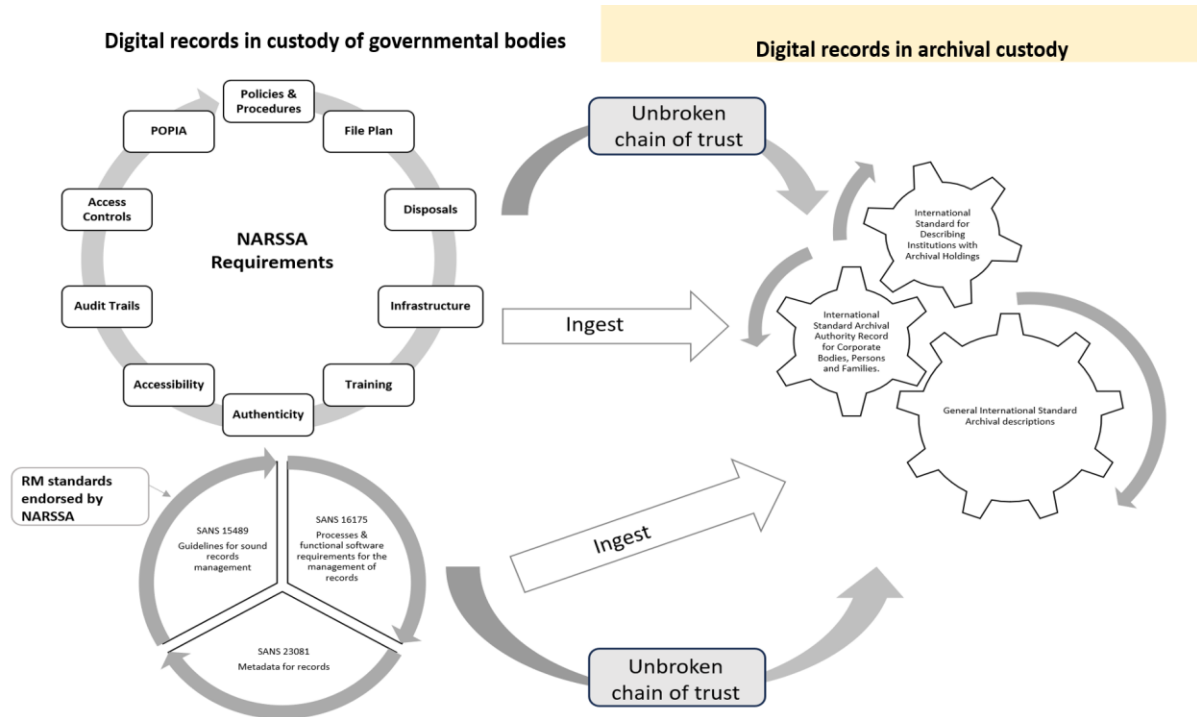 Digital records in custody of governmental bodies
Digital records in archival custody
Policies &
Procedures
File Plan
Disposals
Infrastructure
Training
Authenticity
Accessibility
Audit Trails
Access
Controls
POPIA
NARSSA
Requirements
Unbroken
chain of trust
Ingest
International
Standard for
Describing
Institutions with
Archival Holdings
International
Standard Archival
Authority Record
for Corporate
Bodies, Persons
and Families.
General International Standard
Archival descriptions
RM standards
endorsed by
NARSSA
SANS 15489
Guidelines for sound
records
management
SANS 16175
Processes &
functional software
requirements for the
management of
records
SANS 23081
Metadata for records
Ingest
Unbroken
chain of trust